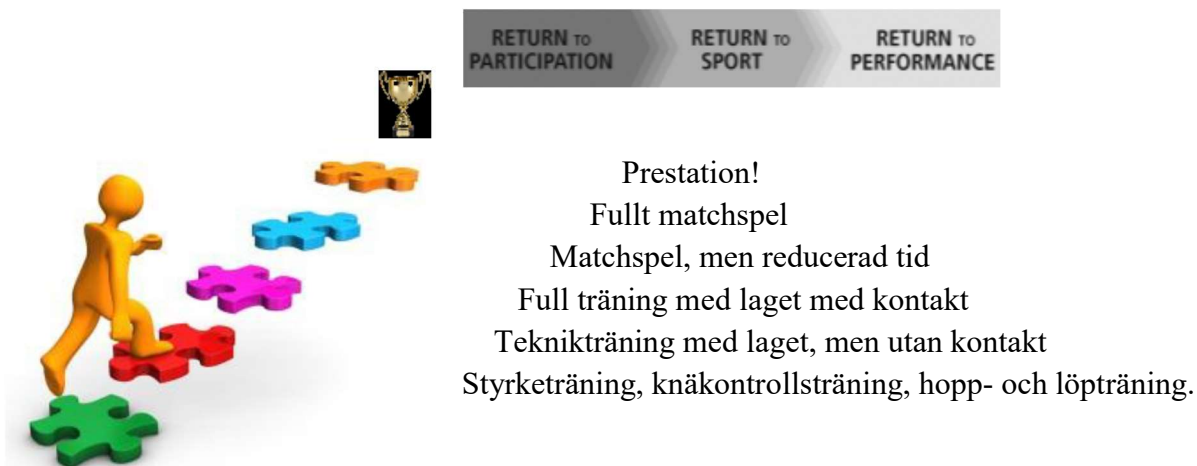 RETURN TO PARTICIPATION
RETURN TO SPORT
RETURN TO PERFORMANCE
Prestation!
Fullt matchspel
Matchspel, men reducerad tid
Full träning med laget med kontakt
Teknikträning med laget, men utan kontakt
Styrketräning, knäkontrollsträning, hopp- och löpträning.